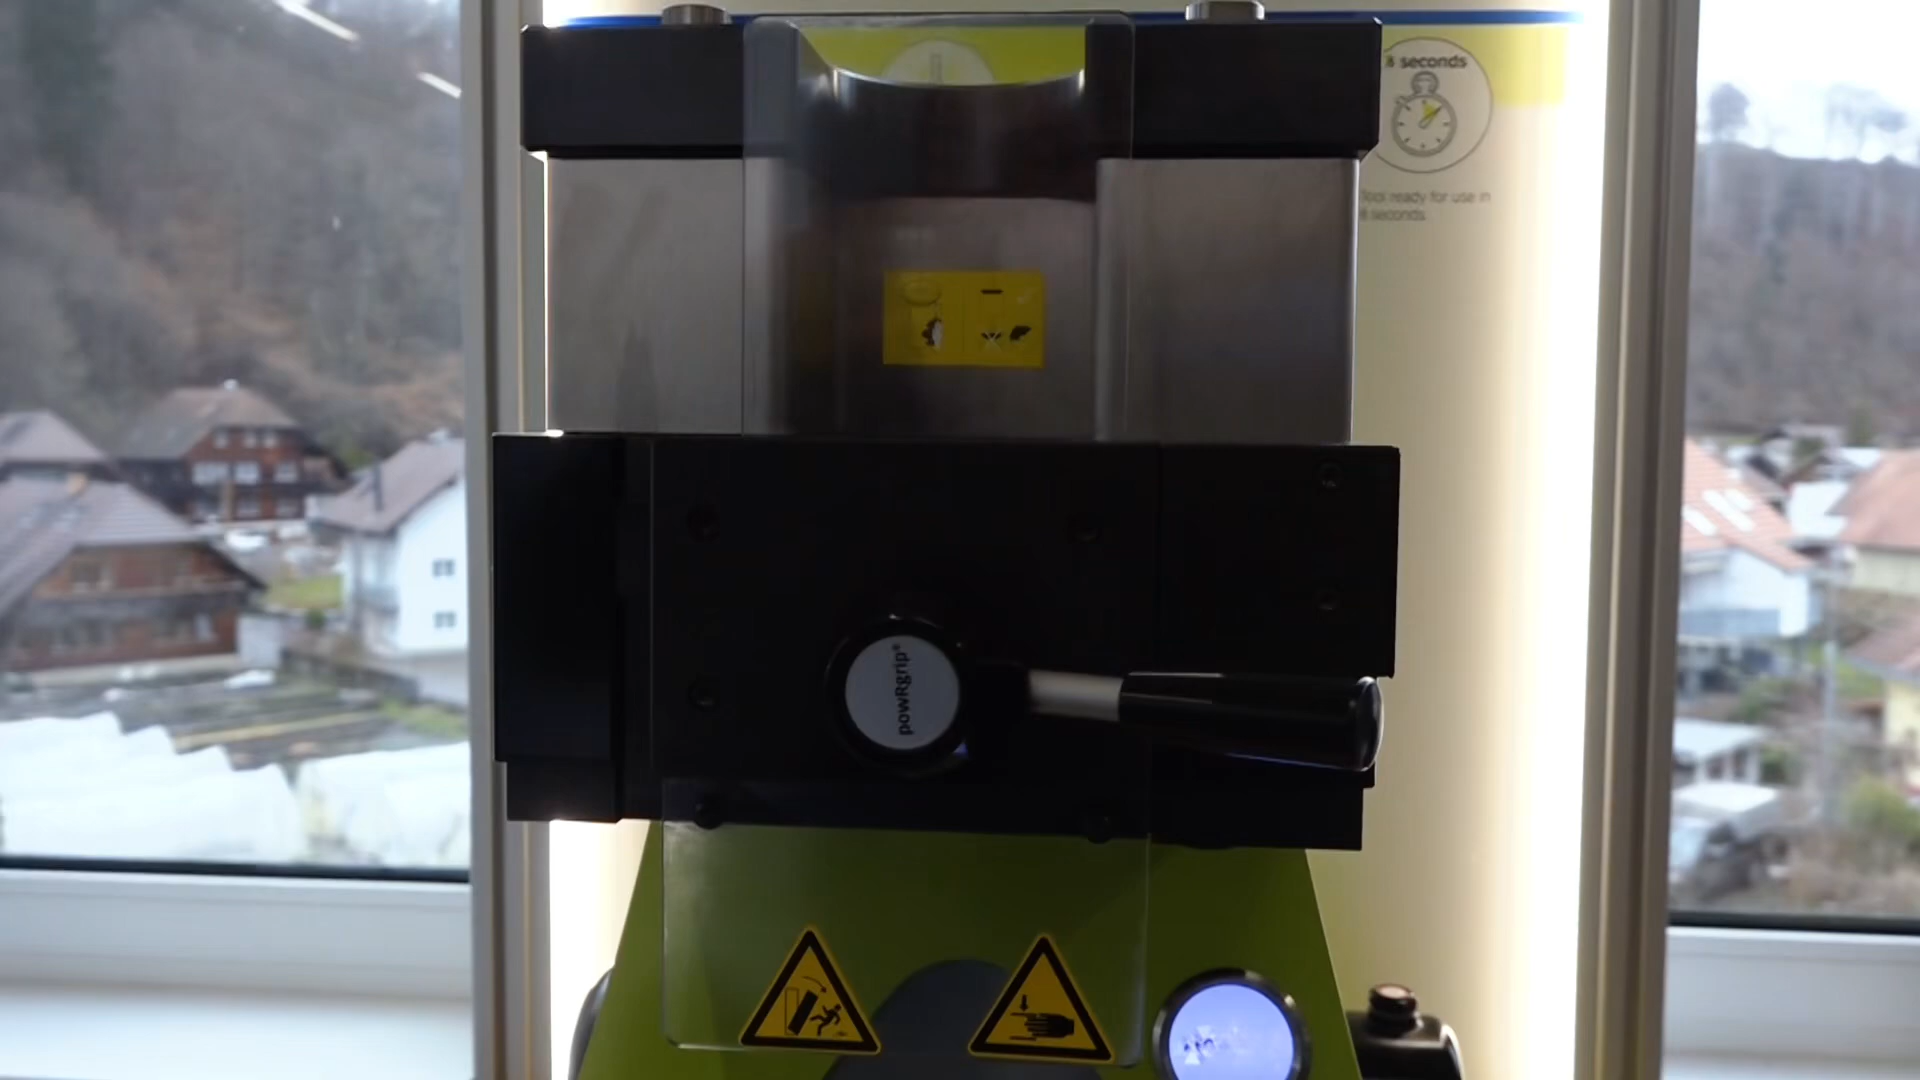 8 seconds
Tool ready for use in
8 seconds.
powRgrip®